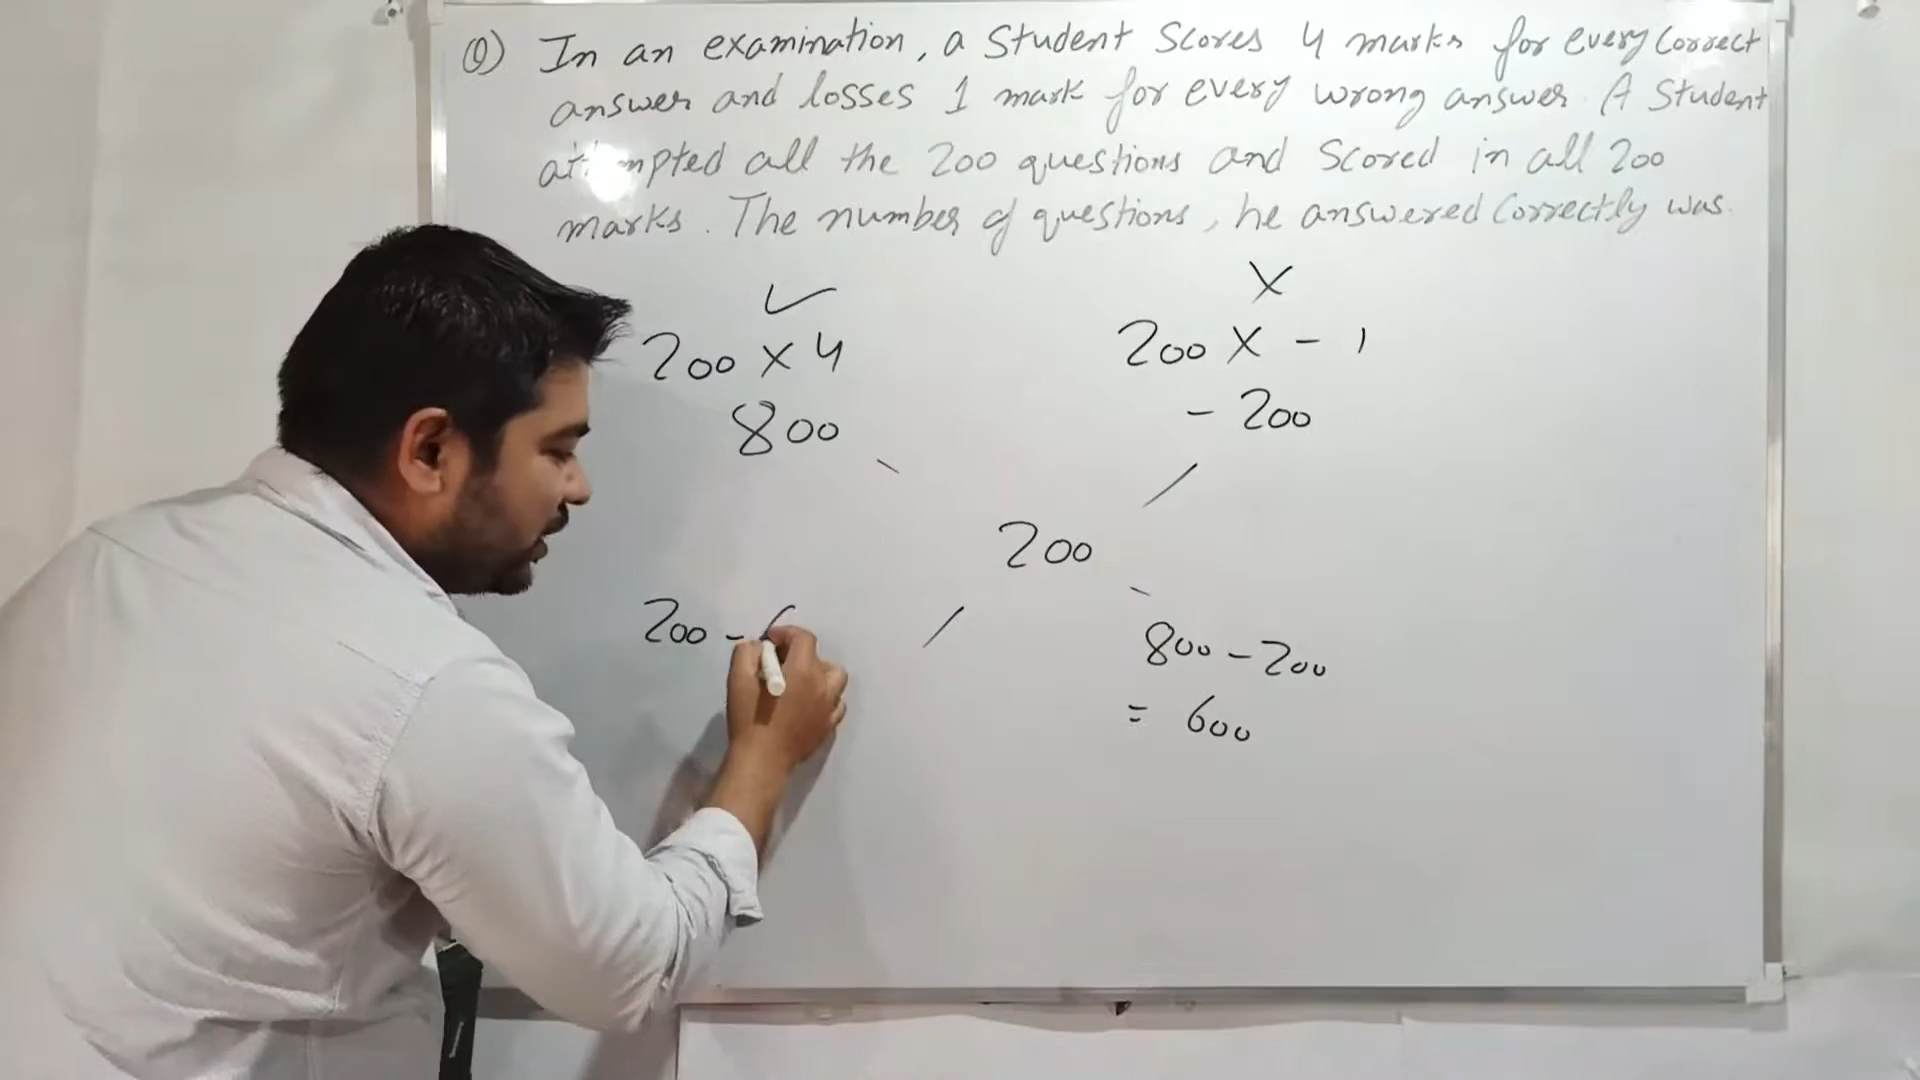 Q) In an examination, a Student Scores 4 marks for every Correct
answer and losses 1 mark for every wrong answer. A Student
attempted all the 200 questions and Scored in all 200
marks. The number of questions, he answered Correctly was.
✓ X
200 X 4 200 X - 1
800 - 200
200
200 - 800 - 200
= 600